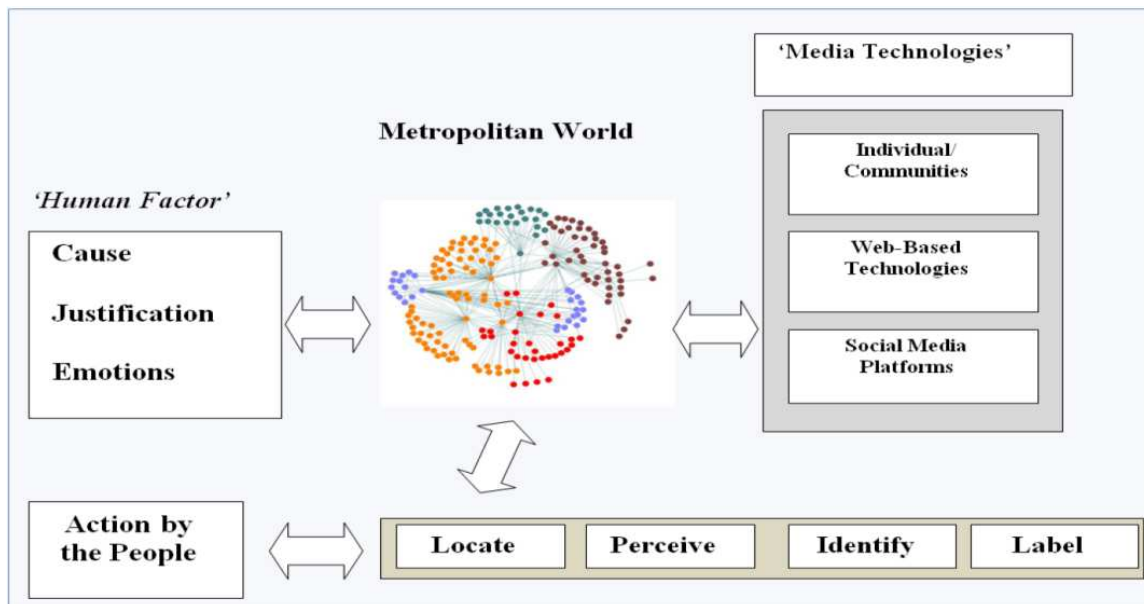 ‘Media Technologies’
Metropolitan World
Individual/
Communities
‘Human Factor’
Cause
Justification
Emotions
Web-Based
Technologies
Social Media
Platforms
Action by
the People
Locate
Perceive
Identify
Label